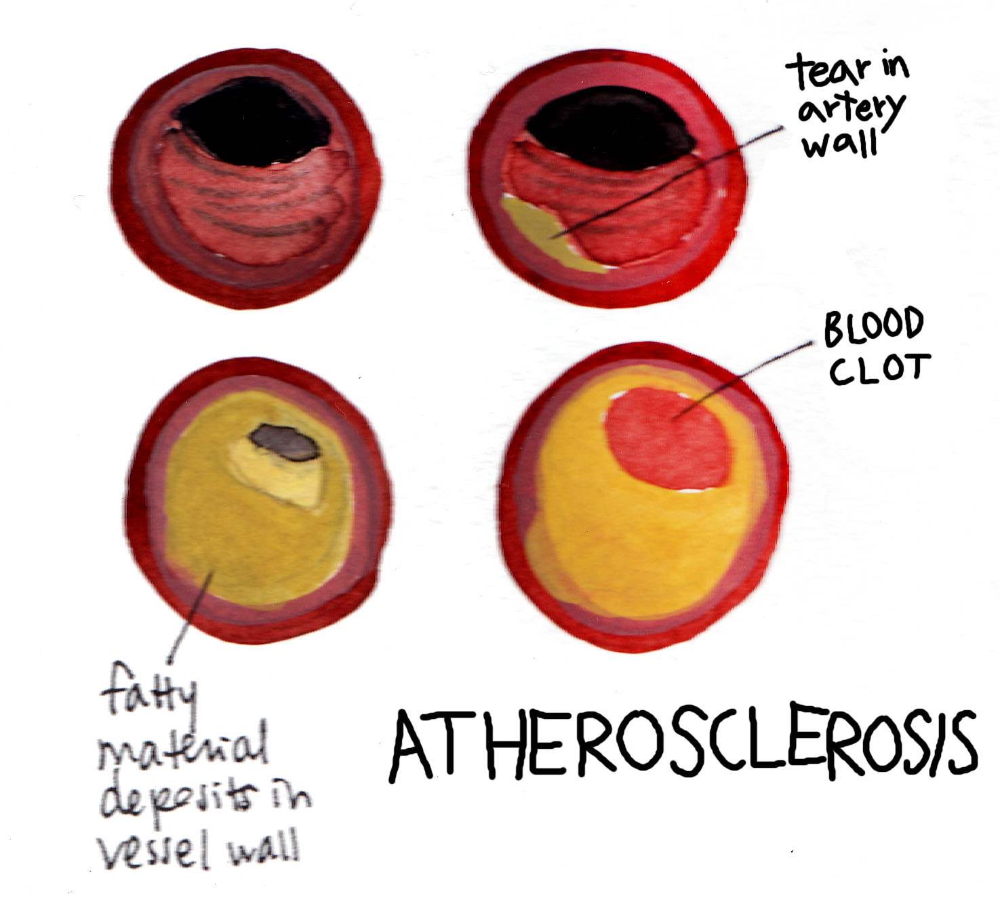 tear in
artery
wall
BLOOD
CLOT
fatty
material
deposits in
vessel wall
ATHEROSCLEROSIS